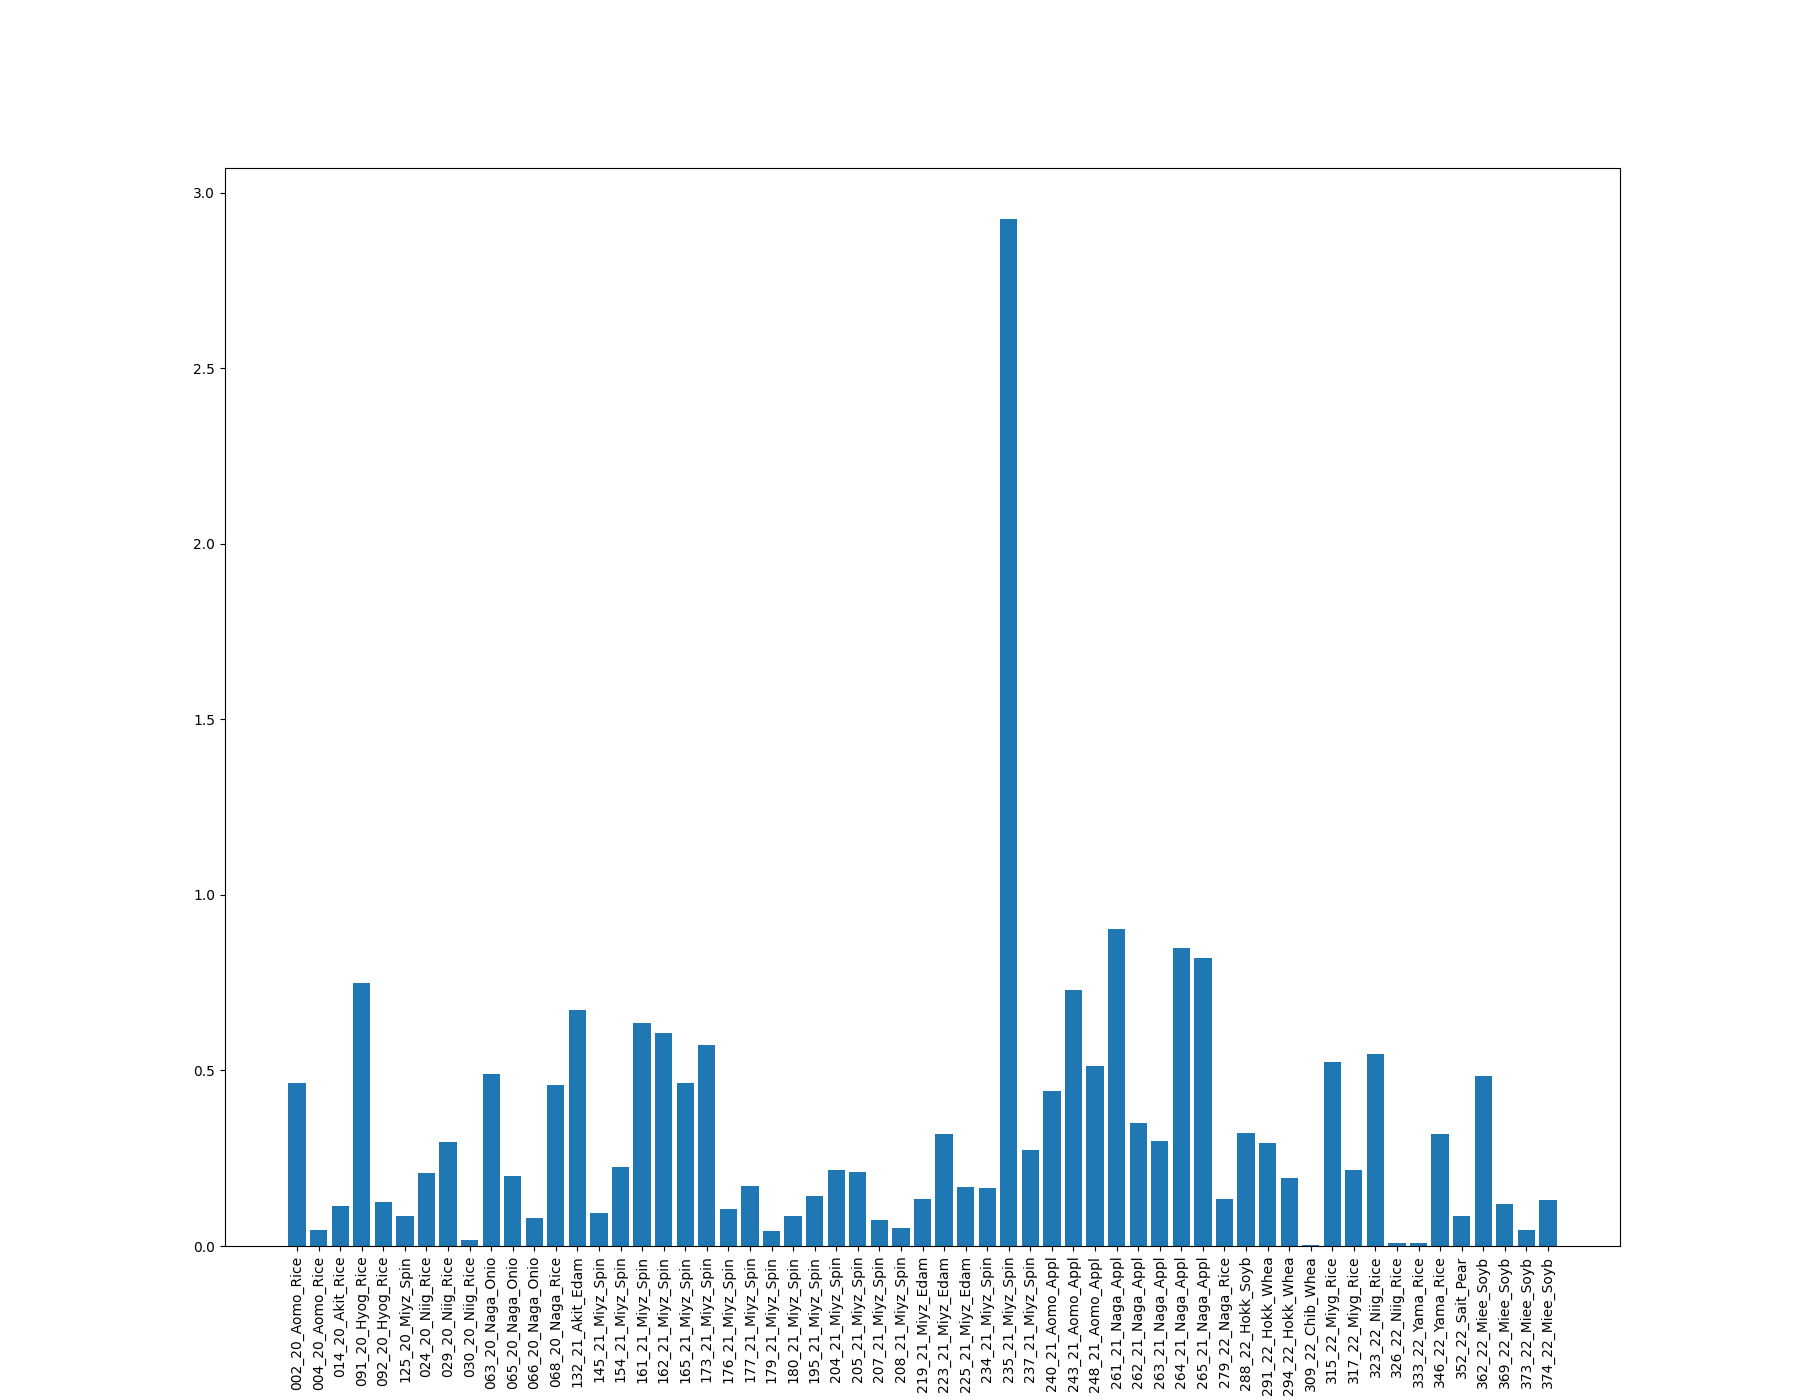 3.0
2.5
2.0
1.5
1.0
0.5
0.0
002_20_Aomo_Rice
004_20_Aomo_Rice
014_20_Akit_Rice
091_20_Hyog_Rice
092_20_Hyog_Rice
125_20_Miyz_Spin
024_20_Niig_Rice
029_20_Niig_Rice
030_20_Niig_Rice
063_20_Naga_Onio
065_20_Naga_Onio
066_20_Naga_Onio
068_20_Naga_Rice
132_21_Akit_Edam
145_21_Miyz_Spin
154_21_Miyz_Spin
161_21_Miyz_Spin
162_21_Miyz_Spin
165_21_Miyz_Spin
173_21_Miyz_Spin
176_21_Miyz_Spin
177_21_Miyz_Spin
179_21_Miyz_Spin
180_21_Miyz_Spin
195_21_Miyz_Spin
204_21_Miyz_Spin
205_21_Miyz_Spin
207_21_Miyz_Spin
208_21_Miyz_Spin
219_21_Miyz_Edam
223_21_Miyz_Edam
225_21_Miyz_Edam
234_21_Miyz_Spin
235_21_Miyz_Spin
237_21_Miyz_Spin
240_21_Aomo_Appl
243_21_Aomo_Appl
248_21_Aomo_Appl
261_21_Naga_Appl
262_21_Naga_Appl
263_21_Naga_Appl
264_21_Naga_Appl
265_21_Naga_Appl
279_22_Naga_Rice
288_22_Hokk_Soyb
291_22_Hokk_Whea
294_22_Hokk_Whea
309_22_Chib_Whea
315_22_Miyg_Rice
317_22_Miyg_Rice
323_22_Niig_Rice
326_22_Niig_Rice
333_22_Yama_Rice
346_22_Yama_Rice
352_22_Sait_Pear
362_22_Miee_Soyb
369_22_Miee_Soyb
373_22_Miee_Soyb
374_22_Miee_Soyb